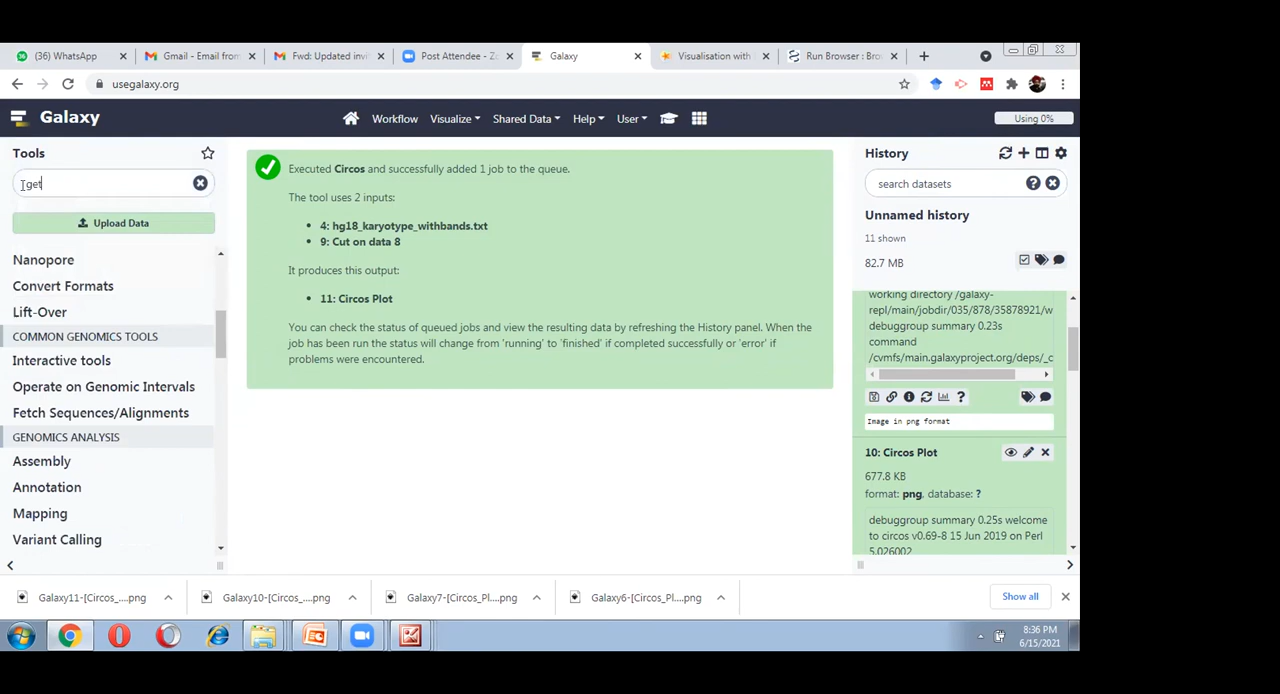 (36) WhatsApp
Gmail - Email from
Fwd: Updated invi
Post Attendee - Zo
Galaxy
Visualisation with
Run Browser : Bro
usegalaxy.org
Galaxy
Workflow
Visualize
Shared Data
Help
User
Using 0%
Tools
get
Upload Data
Nanopore
Convert Formats
Lift-Over
COMMON GENOMICS TOOLS
Interactive tools
Operate on Genomic Intervals
Fetch Sequences/Alignments
GENOMICS ANALYSIS
Assembly
Annotation
Mapping
Variant Calling
Executed Circos and successfully added 1 job to the queue.
The tool uses 2 inputs:
• 4: hg18_karyotype_withbands.txt
• 9: Cut on data 8
It produces this output:
• 11: Circos Plot
You can check the status of queued jobs and view the resulting data by refreshing the History panel. When the
job has been run the status will change from 'running' to 'finished' if completed successfully or 'error' if
problems were encountered.
History
search datasets
Unnamed history
11 shown
82.7 MB
working directory /galaxy-
repl/main/jobdir/035/878/35878921/w
debuggroup summary 0.23s
command
/cvmfs/main.galaxyproject.org/deps/_c
Image in png format
10: Circos Plot
677.8 KB
format: png, database: ?
debuggroup summary 0.25s welcome
to circos v0.69-8 15 Jun 2019 on Perl
5.026002
Galaxy11-[Circos_....png
Galaxy10-[Circos_....png
Galaxy7-[Circos_Pl....png
Galaxy6-[Circos_Pl....png
Show all
8:36 PM
6/15/2021